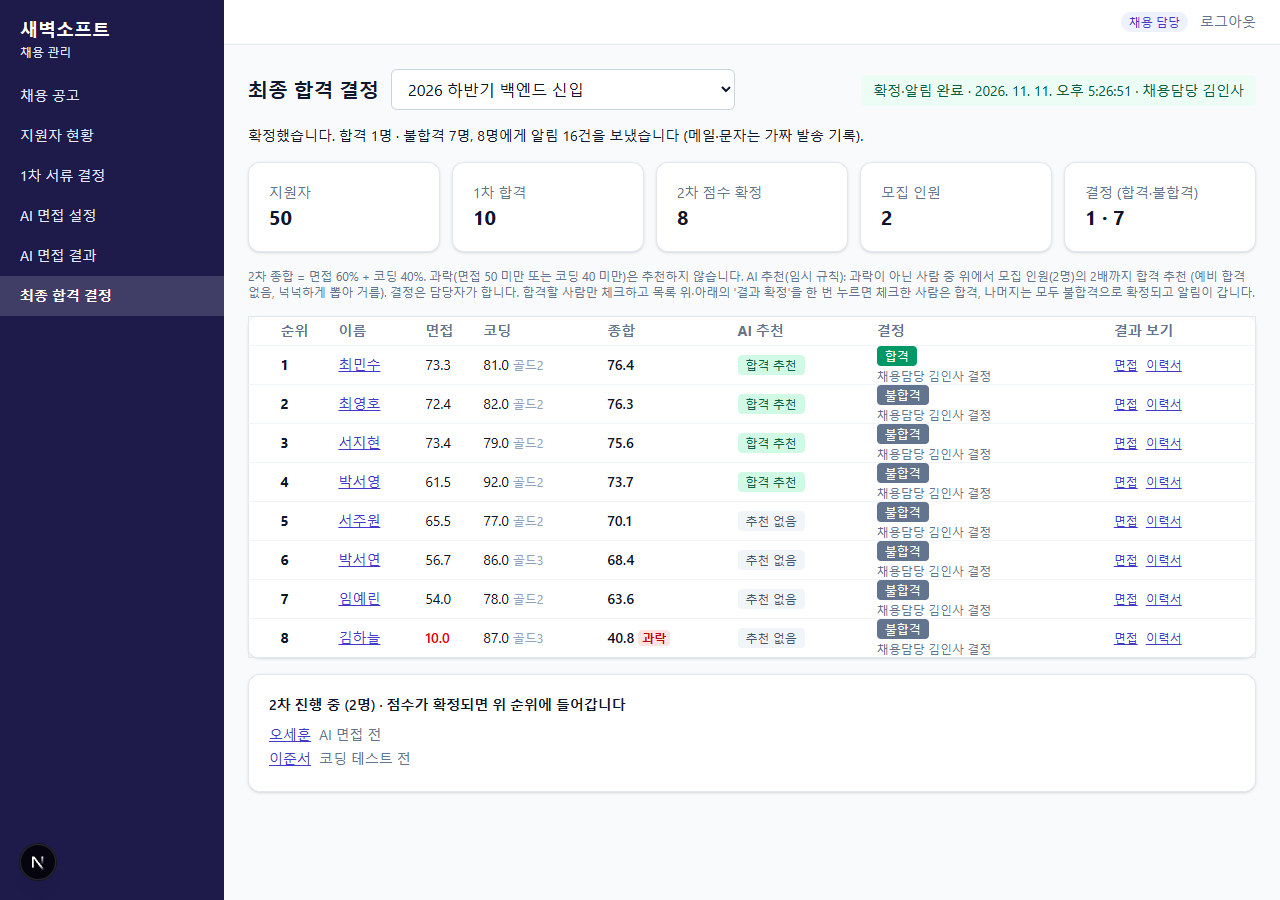 새벽소프트
채용 관리
채용 공고
지원자 현황
1차 서류 결정
AI 면접 설정
AI 면접 결과
최종 합격 결정
N
채용 담당 로그아웃
최종 합격 결정 2026 하반기 백엔드 신입 확정·알림 완료 · 2026. 11. 11. 오후 5:26:51 · 채용담당 김인사
확정했습니다. 합격 1명 · 불합격 7명, 8명에게 알림 16건을 보냈습니다 (메일·문자는 가짜 발송 기록).
지원자 1차 합격 2차 점수 확정 모집 인원 결정 (합격·불합격)
50 10 8 2 1 · 7
2차 종합 = 면접 60% + 코딩 40%. 과락(면접 50 미만 또는 코딩 40 미만)은 추천하지 않습니다. AI 추천(임시 규칙): 과락이 아닌 사람 중 위에서 모집 인원(2명)의 2배까지 합격 추천 (예비 합격
없음, 넉넉하게 뽑아 거름). 결정은 담당자가 합니다. 합격할 사람만 체크하고 목록 위·아래의 '결과 확정'을 한 번 누르면 체크한 사람은 합격, 나머지는 모두 불합격으로 확정되고 알림이 갑니다.
순위 이름 면접 코딩 종합 AI 추천 결정 결과 보기
1 최민수 73.3 81.0 골드2 76.4 합격 추천 합격 채용담당 김인사 결정 면접 이력서
2 최영호 72.4 82.0 골드2 76.3 합격 추천 불합격 채용담당 김인사 결정 면접 이력서
3 서지현 73.4 79.0 골드2 75.6 합격 추천 불합격 채용담당 김인사 결정 면접 이력서
4 박서영 61.5 92.0 골드2 73.7 합격 추천 불합격 채용담당 김인사 결정 면접 이력서
5 서주원 65.5 77.0 골드2 70.1 추천 없음 불합격 채용담당 김인사 결정 면접 이력서
6 박서연 56.7 86.0 골드3 68.4 추천 없음 불합격 채용담당 김인사 결정 면접 이력서
7 임예린 54.0 78.0 골드2 63.6 추천 없음 불합격 채용담당 김인사 결정 면접 이력서
8 김하늘 10.0 87.0 골드3 40.8 과락 추천 없음 불합격 채용담당 김인사 결정 면접 이력서
2차 진행 중 (2명) · 점수가 확정되면 위 순위에 들어갑니다
오세훈 AI 면접 전
이준서 코딩 테스트 전